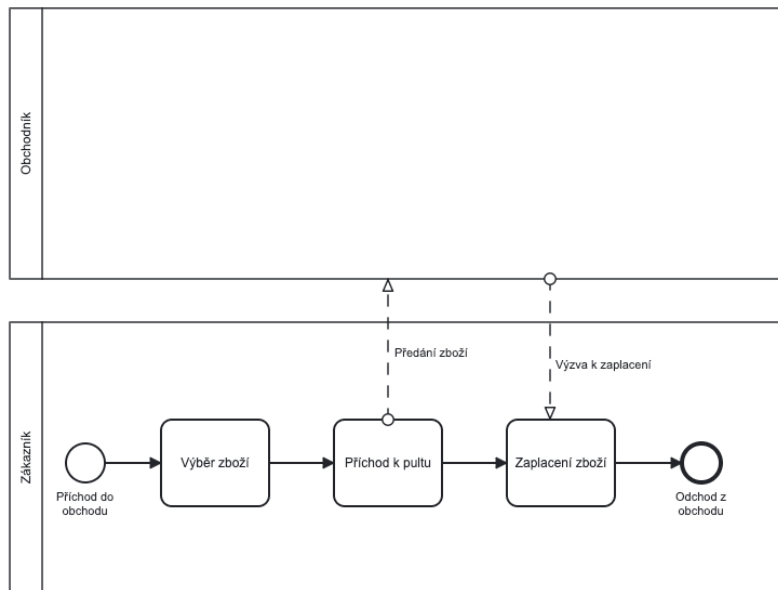 Obchodník
Předání zboží
Výzva k zaplacení
Zákazník
Příchod do
obchodu
Výběr zboží
Příchod k pultu
Zaplacení zboží
Odchod z
obchodu